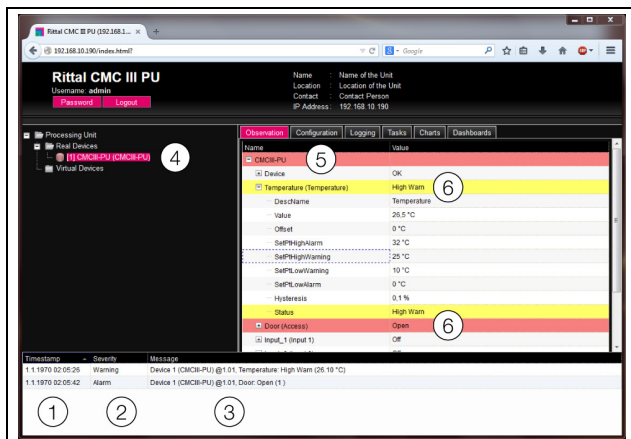 Rittal CMC III PU (192.168.1...
192.168.10.190/index.html?
Google
Rittal CMC III PU
Username: admin
Password Logout
Name : Name of the Unit
Location : Location of the Unit
Contact : Contact Person
IP Address : 192.168.10.190
Processing Unit
Real Devices
[1] CMCIII-PU (CMCIII-PU)
4
Virtual Devices
Observation Configuration Logging Tasks Charts Dashboards
Name Value
CMCIII-PU 5
Device OK
Temperature (Temperature) High Warn 6
DescName Temperature
Value 26,5 °C
Offset 0 °C
SetPtHighAlarm 32 °C
SetPtHighWarning 25 °C
SetPtLowWarning 10 °C
SetPtLowAlarm 0 °C
Hysteresis 0,1 %
Status High Warn
Door (Access) Open 6
Input_1 (Input 1) Off
Timestamp Severity Message
1.1.1970 02:05:26 Warning Device 1 (CMCIII-PU) @1.01, Temperature: High Warn (26.10 °C)
1.1.1970 02:05:42 Alarm Device 1 (CMCIII-PU) @1.01, Door: Open (1 )
1 2 3